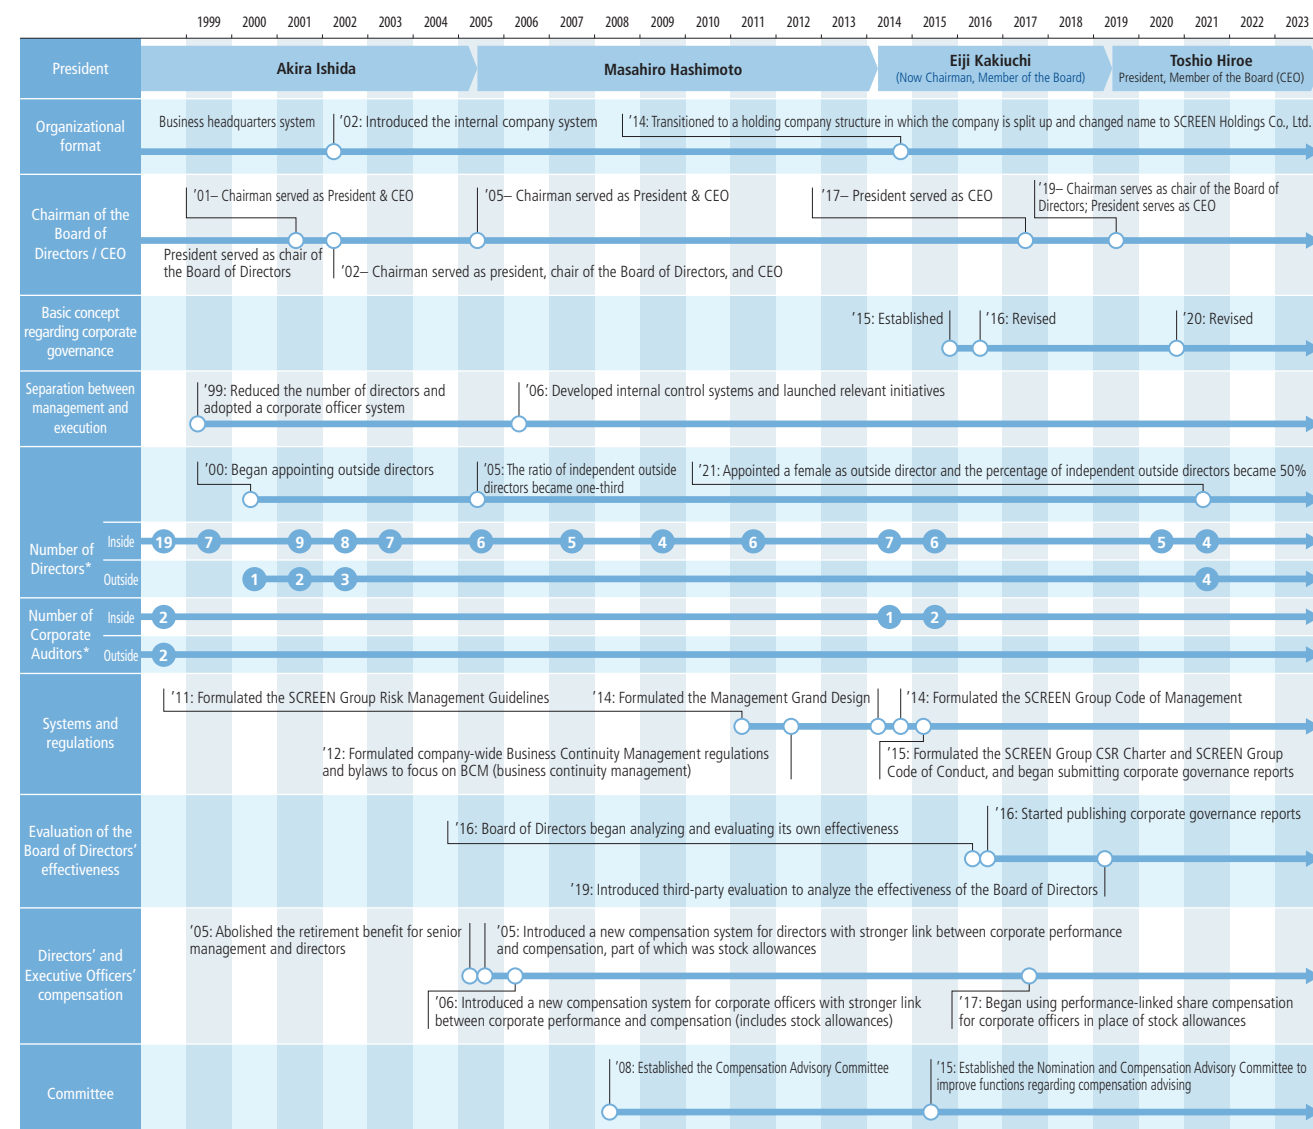 1999 2000 2001 2002 2003 2004 2005 2006 2007 2008 2009 2010 2011 2012 2013 2014 2015 2016 2017 2018 2019 2020 2021 2022 2023
President
Akira Ishida
Masahiro Hashimoto
Eiji Kakiuchi
(Now Chairman, Member of the Board)
Toshio Hiroe
President, Member of the Board (CEO)
Organizational
format
Business headquarters system
’02: Introduced the internal company system
’14: Transitioned to a holding company structure in which the company is split up and changed name to SCREEN Holdings Co., Ltd.
Chairman of the
Board of
Directors / CEO
’01– Chairman served as President & CEO
’05– Chairman served as President & CEO
’17– President served as CEO
’19– Chairman serves as chair of the Board of
Directors; President serves as CEO
President served as chair of
the Board of Directors
’02– Chairman served as president, chair of the Board of Directors, and CEO
Basic concept
regarding corporate
governance
’15: Established
’16: Revised
’20: Revised
Separation between
management and
execution
’99: Reduced the number of directors and
adopted a corporate officer system
’06: Developed internal control systems and launched relevant initiatives
’00: Began appointing outside directors
’05: The ratio of independent outside
directors became one-third
’21: Appointed a female as outside director and the percentage of independent outside directors became 50%
Number of
Directors*
Inside
19 7 9 8 7 6 5 4 6 7 6 5 4
Outside
1 2 3 4
Number of
Corporate
Auditors*
Inside
2 1 2
Outside
2
Systems and
regulations
’11: Formulated the SCREEN Group Risk Management Guidelines
’14: Formulated the Management Grand Design
’14: Formulated the SCREEN Group Code of Management
’12: Formulated company-wide Business Continuity Management regulations
and bylaws to focus on BCM (business continuity management)
’15: Formulated the SCREEN Group CSR Charter and SCREEN Group
Code of Conduct, and began submitting corporate governance reports
Evaluation of the
Board of Directors’
effectiveness
’16: Board of Directors began analyzing and evaluating its own effectiveness
’16: Started publishing corporate governance reports
’19: Introduced third-party evaluation to analyze the effectiveness of the Board of Directors
Directors’ and
Executive Officers’
compensation
’05: Abolished the retirement benefit for senior
management and directors
’05: Introduced a new compensation system for directors with stronger link between corporate performance
and compensation, part of which was stock allowances
’06: Introduced a new compensation system for corporate officers with stronger link
between corporate performance and compensation (includes stock allowances)
’17: Began using performance-linked share compensation
for corporate officers in place of stock allowances
Committee
’08: Established the Compensation Advisory Committee
’15: Established the Nomination and Compensation Advisory Committee to
improve functions regarding compensation advising